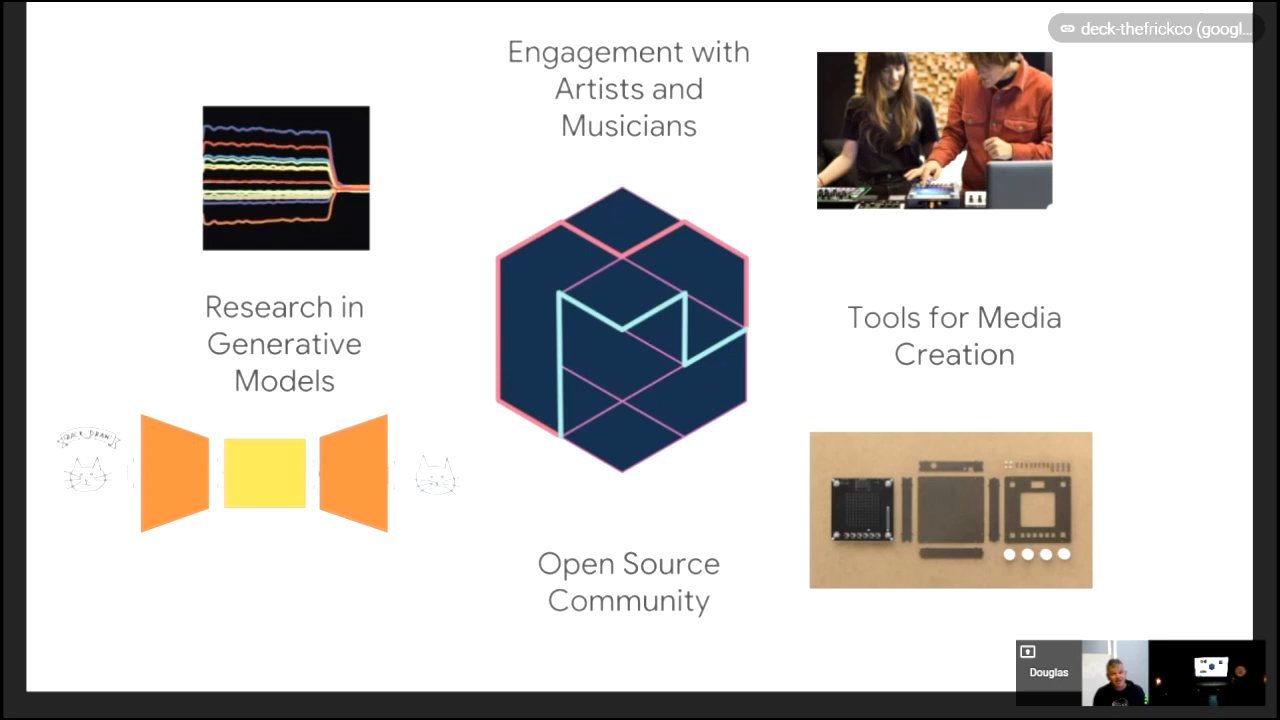 deck-thefrickco (googl...
Engagement with
Artists and
Musicians
Research in
Generative
Models
Tools for Media
Creation
QUICK, DRAW!
Open Source
Community
Douglas